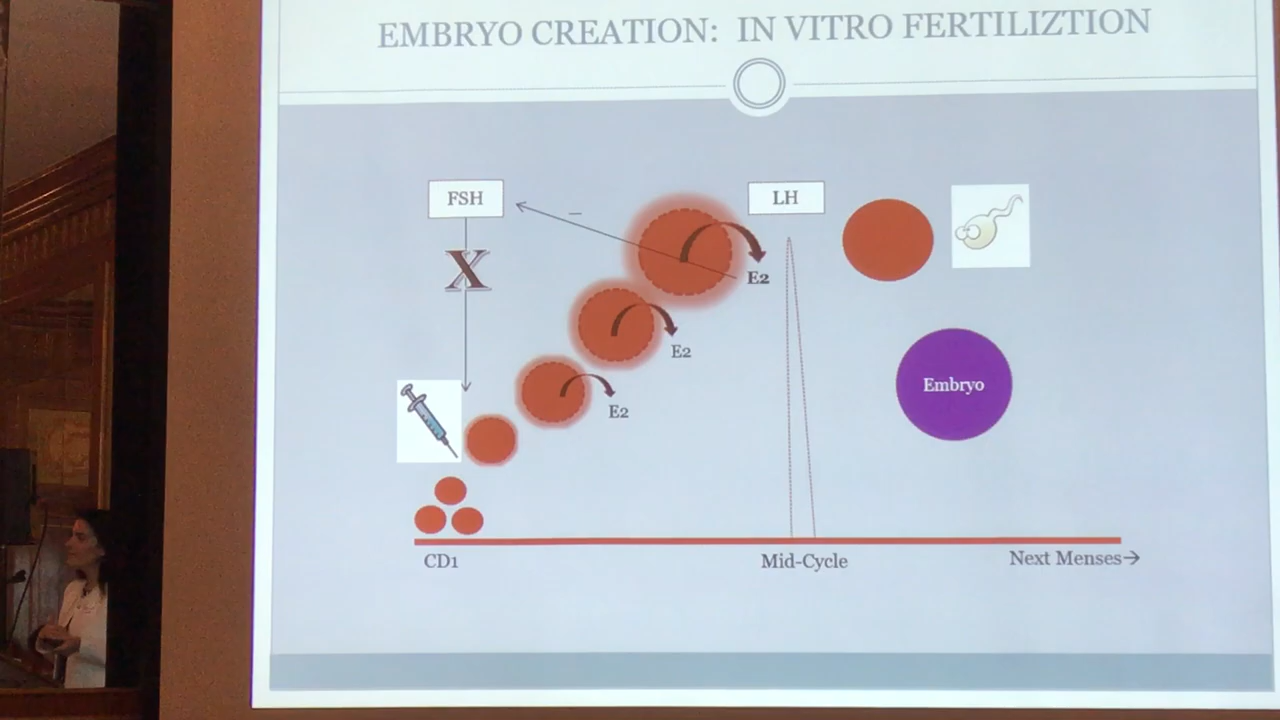 EMBRYO CREATION: IN VITRO FERTILIZTION
FSH
LH
X
–
E2
E2
E2
Embryo
CD1
Mid-Cycle
Next Menses→